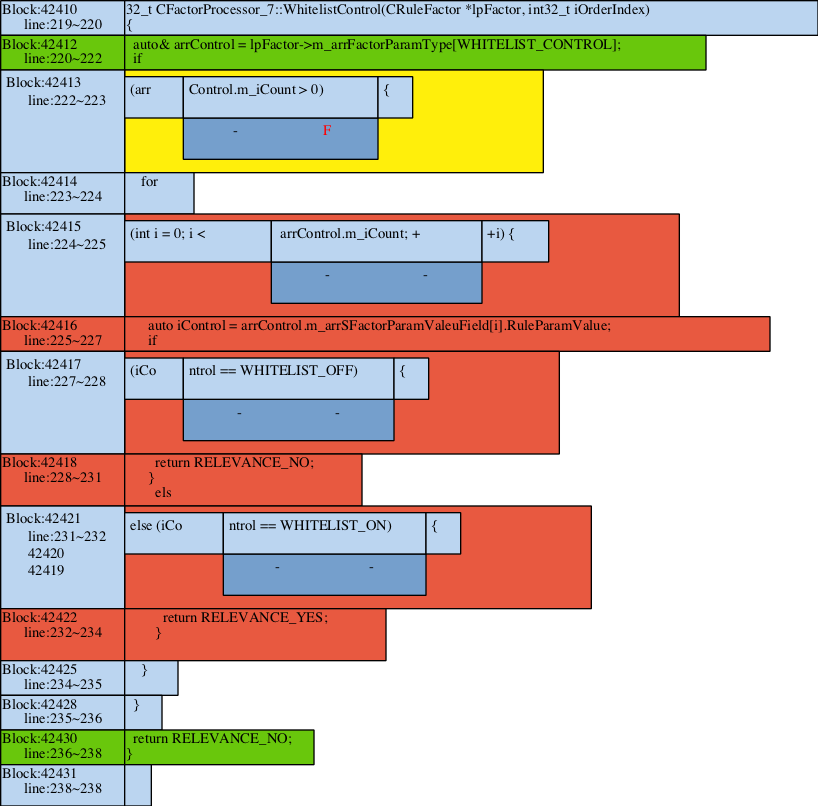 Block:42410 32_t CFactorProcessor_7::WhitelistControl(CRuleFactor *lpFactor, int32_t iOrderIndex)
line:219~220 {
Block:42412 auto& arrControl = lpFactor->m_arrFactorParamType[WHITELIST_CONTROL];
line:220~222 if
Block:42413 (arr Control.m_iCount > 0) {
line:222~223
- F
Block:42414 for
line:223~224
Block:42415 (int i = 0; i < arrControl.m_iCount; + +i) {
line:224~225
- -
Block:42416 auto iControl = arrControl.m_arrSFactorParamValeuField[i].RuleParamValue;
line:225~227 if
Block:42417 (iCo ntrol == WHITELIST_OFF) {
line:227~228
- -
Block:42418 return RELEVANCE_NO;
line:228~231 }
els
Block:42421 else (iCo ntrol == WHITELIST_ON) {
line:231~232
42420
42419
- -
Block:42422 return RELEVANCE_YES;
line:232~234 }
Block:42425 }
line:234~235
Block:42428 }
line:235~236
Block:42430 return RELEVANCE_NO;
line:236~238 }
Block:42431
line:238~238